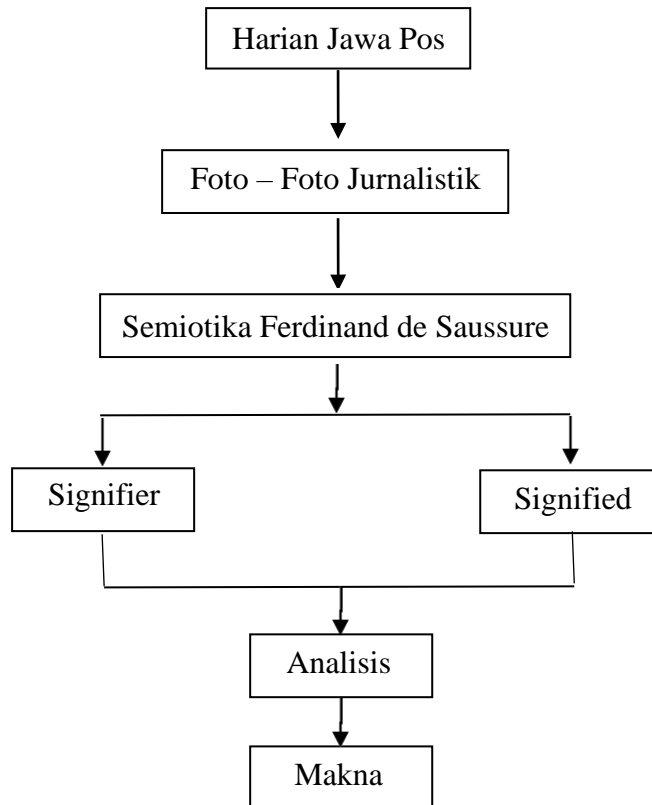 Harian Jawa Pos
Foto – Foto Jurnalistik
Semiotika Ferdinand de Saussure
Signifier
Signified
Analisis
Makna